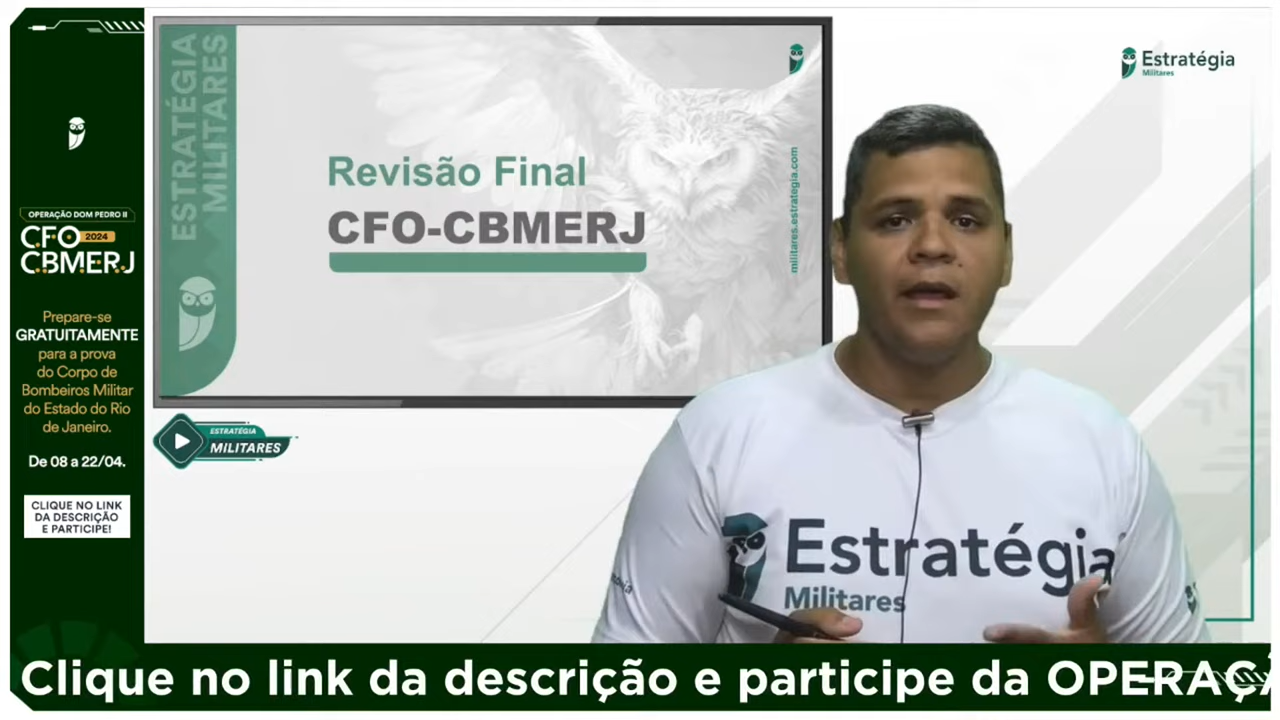 OPERAÇÃO DOM PEDRO II
CFO 2024
CBMERJ
Prepare-se
GRATUITAMENTE
para a prova
do Corpo de
Bombeiros Militar
do Estado do Rio
de Janeiro.
De 08 a 22/04.
CLIQUE NO LINK
DA DESCRIÇÃO
E PARTICIPE!
ESTRATÉGIA
MILITARES
Revisão Final
CFO-CBMERJ
militares.estrategia.com
ESTRATÉGIA
MILITARES
Estratégia
Militares
Estratégia
Militares
Clique no link da descrição e participe da OPERAÇÃ